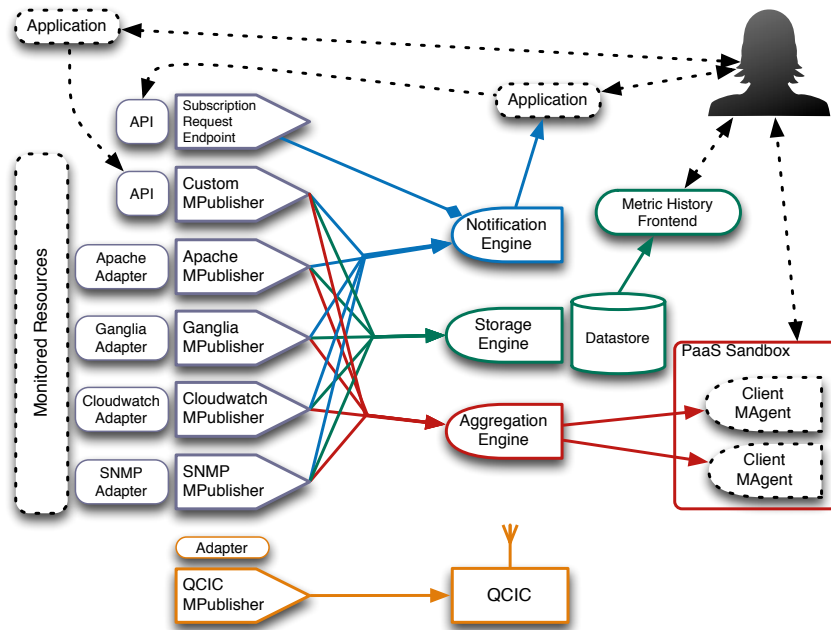 Application
API
Subscription
Request
Endpoint
Application
API
Custom
MPublisher
Monitored Resources
Apache
Adapter
Apache
MPublisher
Notification
Engine
Metric History
Frontend
Ganglia
Adapter
Ganglia
MPublisher
Storage
Engine
Datastore
PaaS Sandbox
Cloudwatch
Adapter
Cloudwatch
MPublisher
Aggregation
Engine
Client
MAgent
Client
MAgent
SNMP
Adapter
SNMP
MPublisher
Adapter
QCIC
MPublisher
QCIC